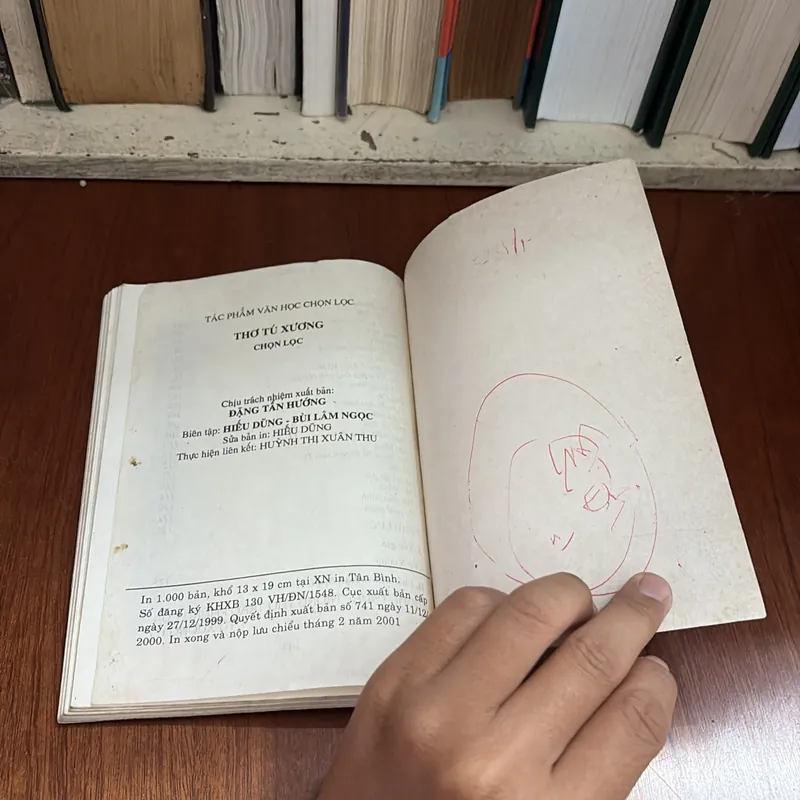 TÁC PHẨM VĂN HỌC CHỌN LỌC
THƠ TÚ XƯƠNG
CHỌN LỌC
Chịu trách nhiệm xuất bản:
ĐẶNG TẤN HƯỚNG
Biên tập: HIẾU DŨNG - BÙI LÂM NGỌC
Sửa bản in: HIẾU DŨNG
Thực hiện liên kết: HUỲNH THỊ XUÂN THU
In 1.000 bản, khổ 13 x 19 cm tại XN in Tân Bình.
Số đăng ký KHXB 130 VH/ĐN/1548. Cục xuất bản cấp
ngày 27/12/1999. Quyết định xuất bản số 741 ngày 11/12/
2000. In xong và nộp lưu chiểu tháng 2 năm 2001